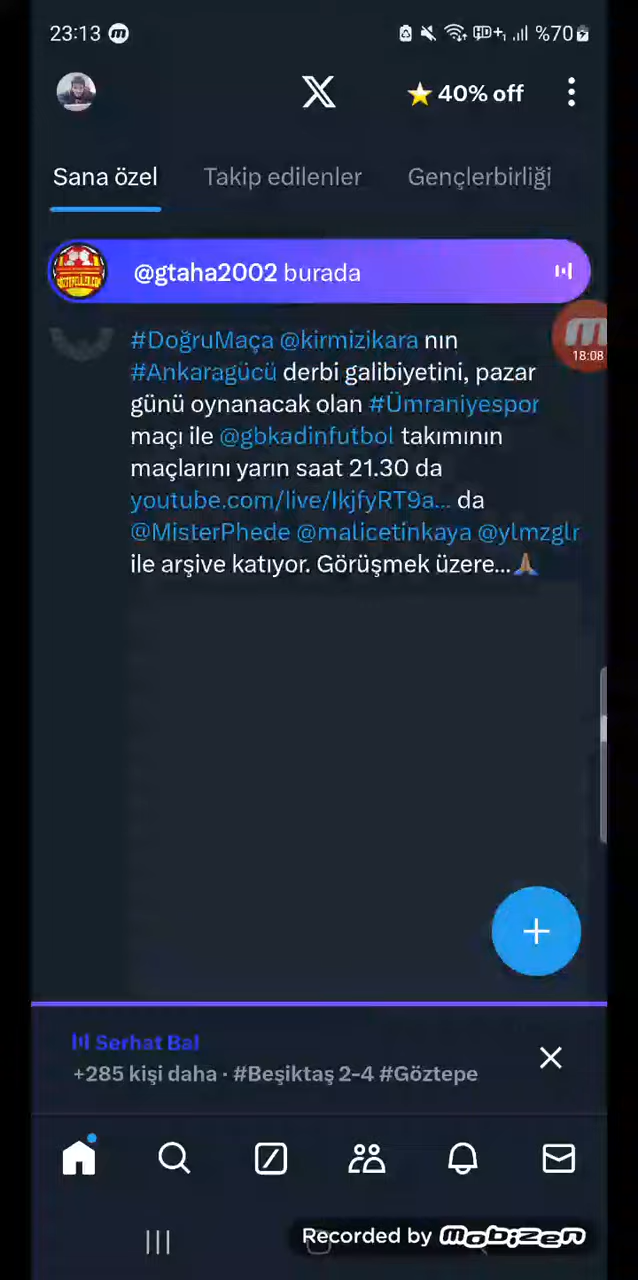 23:13
%70
40% off
Sana özel Takip edilenler Gençlerbirliği
@gtaha2002 burada
#DoğruMaça @kirmizikara nın
#Ankaragücü derbi galibiyetini, pazar
günü oynanacak olan #Ümraniyespor
maçı ile @gbkadinfutbol takımının
maçlarını yarın saat 21.30 da
youtube.com/live/IkjfyRT9a... da
@MisterPhede @malicetinkaya @ylmzglr
ile arşive katıyor. Görüşmek üzere...🙏🏽
18:08
Serhat Bal
+285 kişi daha · #Beşiktaş 2-4 #Göztepe
Recorded by mobizen